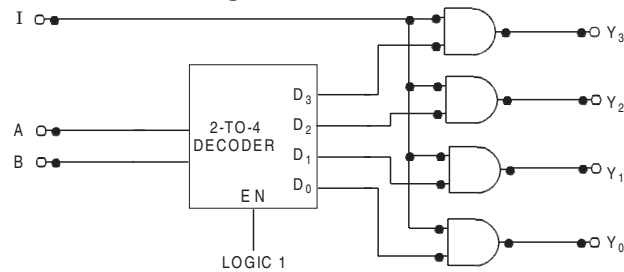 I
Y3
D3
Y2
A
2-TO-4
D2
DECODER
B
D1
Y1
EN
D0
Y0
LOGIC 1